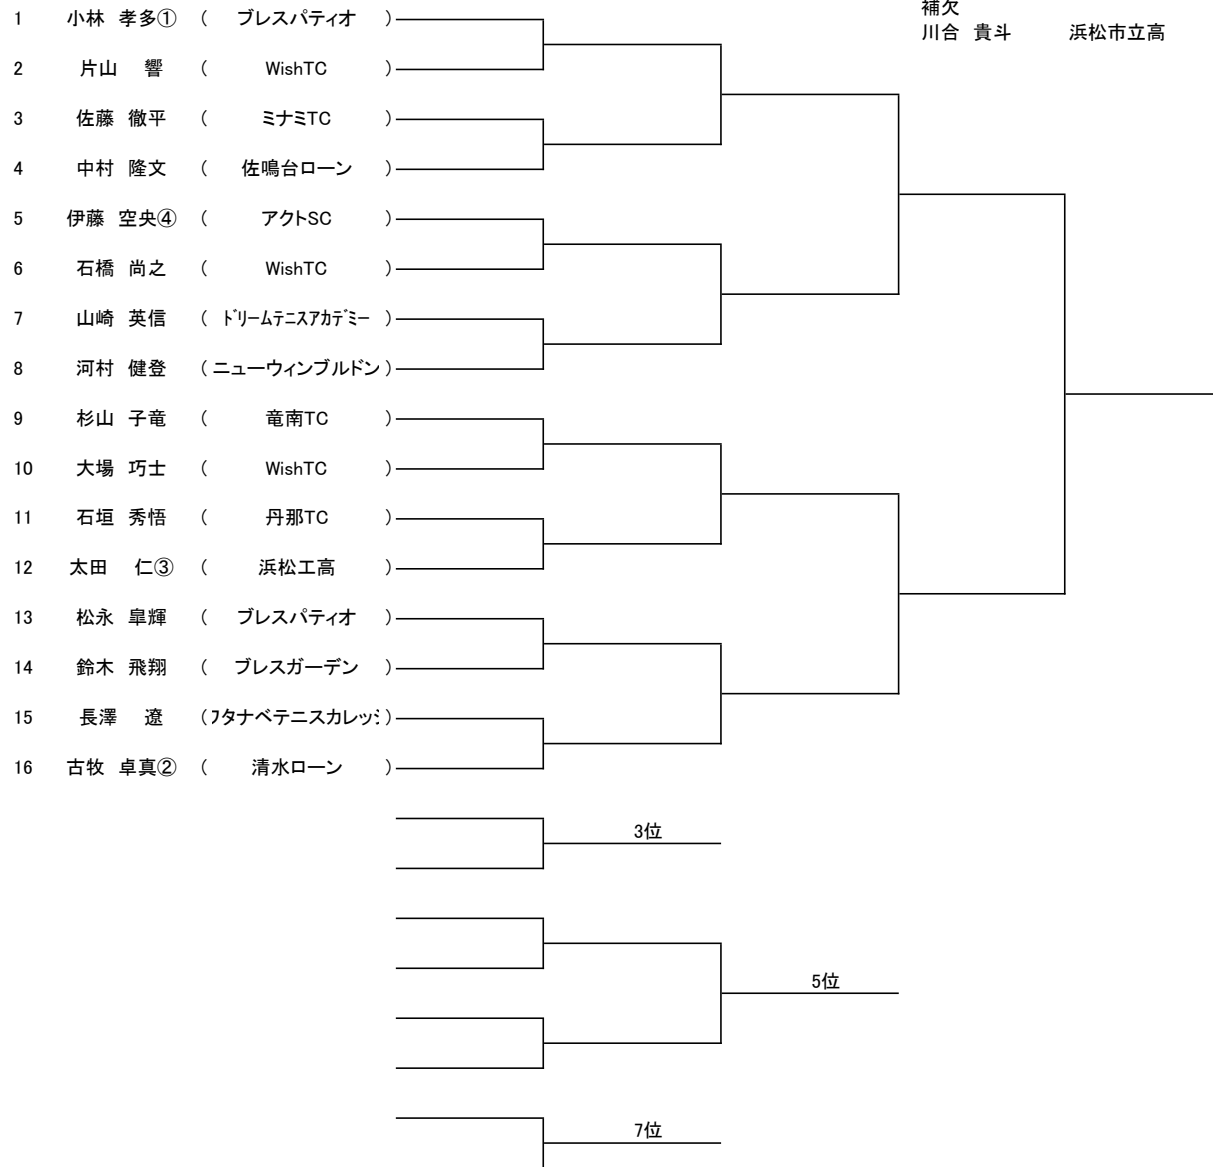 補欠
川合 貴斗 浜松市立高
1 小林 孝多① ( ブレスパティオ )
2 片山 響 ( WishTC )
3 佐藤 徹平 ( ミナミTC )
4 中村 隆文 ( 佐鳴台ローン )
5 伊藤 空央④ ( アクトSC )
6 石橋 尚之 ( WishTC )
7 山崎 英信 ( ﾄﾞﾘｰﾑﾃﾆｽｱｶﾃﾞﾐｰ )
8 河村 健登 ( ニューウィンブルドン )
9 杉山 子竜 ( 竜南TC )
10 大場 巧士 ( WishTC )
11 石垣 秀悟 ( 丹那TC )
12 太田 仁③ ( 浜松工高 )
13 松永 皐輝 ( ブレスパティオ )
14 鈴木 飛翔 ( ブレスガーデン )
15 長澤 遼 ( ワタナベテニスカレッジ )
16 古牧 卓真② ( 清水ローン )
3位
5位
7位